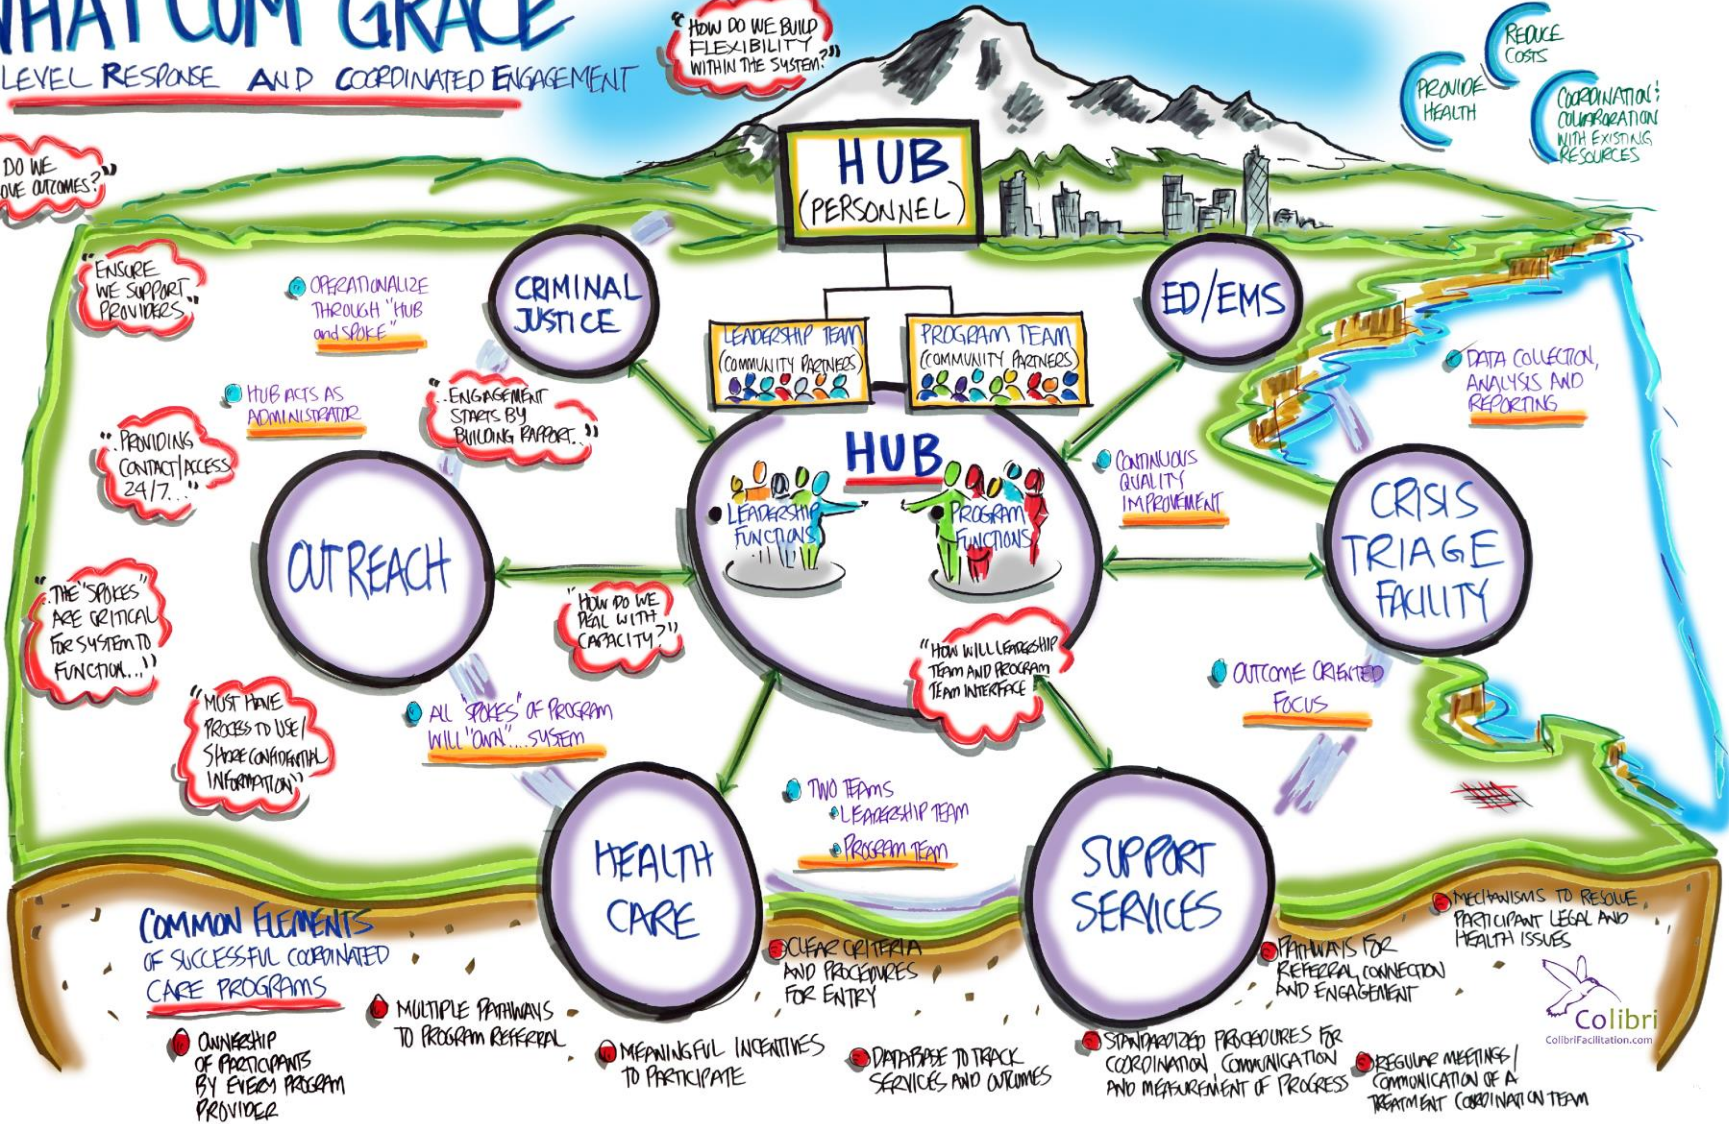 WHATCOM GRACE
LEVEL RESPONSE AND COORDINATED ENGAGEMENT
"HOW DO WE BUILD
FLEXIBILITY
WITHIN THE SYSTEM?"
REDUCE
COSTS
PROVIDE
HEALTH
COORDINATION &
COLLABORATION
WITH EXISTING
RESOURCES
DO WE
OVE OUTCOMES?"
HUB
(PERSONNEL)
LEADERSHIP TEAM
(COMMUNITY PARTNERS)
PROGRAM TEAM
(COMMUNITY PARTNERS)
"ENSURE
WE SUPPORT
PROVIDERS"
OPERATIONALIZE
THROUGH "HUB
and SPOKE"
CRIMINAL
JUSTICE
ED/EMS
DATA COLLECTION,
ANALYSIS AND
REPORTING
HUB ACTS AS
ADMINISTRATOR
"..ENGAGEMENT
STARTS BY
BUILDING RAPPORT..."
"..PROVIDING
CONTACT/ACCESS
24/7..."
HUB
LEADERSHIP
FUNCTIONS
PROGRAM
FUNCTIONS
CONTINUOUS
QUALITY
IMPROVEMENT
OUTREACH
CRISIS
TRIAGE
FACILITY
"..THE "SPOKES"
ARE CRITICAL
FOR SYSTEM TO
FUNCTION..."
"HOW DO WE
DEAL WITH
CAPACITY?"
"HOW WILL LEADERSHIP
TEAM AND PROGRAM
TEAM INTERFACE"
OUTCOME ORIENTED
FOCUS
"MUST HAVE
PROCESS TO USE/
SHARE CONFIDENTIAL
INFORMATION"
ALL "SPOKES" OF PROGRAM
WILL "OWN"...SYSTEM
TWO TEAMS
LEADERSHIP TEAM
PROGRAM TEAM
HEALTH
CARE
SUPPORT
SERVICES
COMMON ELEMENTS
OF SUCCESSFUL COORDINATED
CARE PROGRAMS
OWNERSHIP
OF PARTICIPANTS
BY EVERY PROGRAM
PROVIDER
MULTIPLE PATHWAYS
TO PROGRAM REFERRAL
MEANINGFUL INCENTIVES
TO PARTICIPATE
CLEAR CRITERIA
AND PROCEDURES
FOR ENTRY
DATABASE TO TRACK
SERVICES AND OUTCOMES
STANDARDIZED PROCEDURES FOR
COORDINATION, COMMUNICATION
AND MEASUREMENT OF PROGRESS
PATHWAYS FOR
REFERRAL, CONNECTION
AND ENGAGEMENT
REGULAR MEETINGS/
COMMUNICATION OF A
TREATMENT COORDINATION TEAM
MECHANISMS TO RESOLVE
PARTICIPANT LEGAL AND
HEALTH ISSUES
Colibri
ColibriFacilitation.com